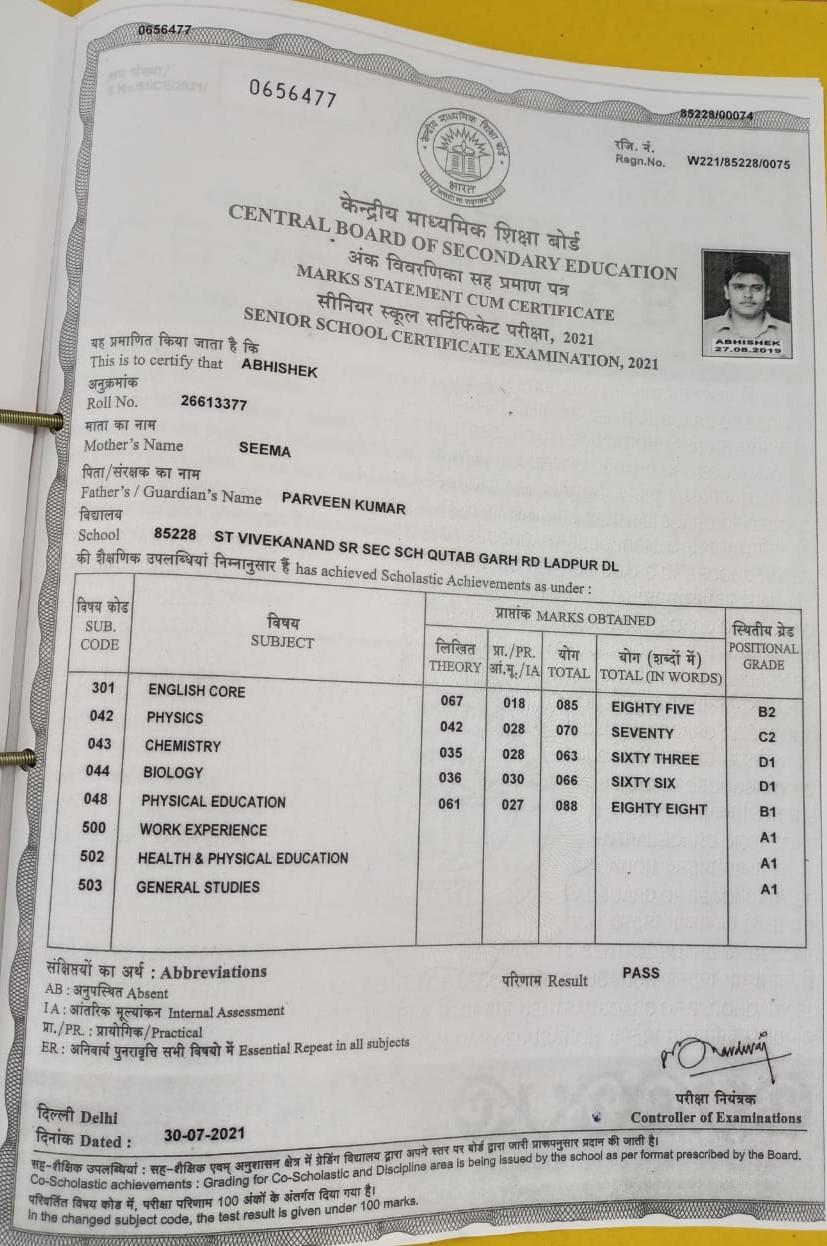 0656477
0656477
85228/00074
रजि. नं.
Regn.No. W221/85228/0075
केन्द्रीय माध्यमिक शिक्षा बोर्ड
भारत
केन्द्रीय माध्यमिक शिक्षा बोर्ड
CENTRAL BOARD OF SECONDARY EDUCATION
अंक विवरणिका सह प्रमाण पत्र
MARKS STATEMENT CUM CERTIFICATE
सीनियर स्कूल सर्टिफिकेट परीक्षा, 2021
SENIOR SCHOOL CERTIFICATE EXAMINATION, 2021
ABHISHEK
27.08.2019
यह प्रमाणित किया जाता है कि
This is to certify that ABHISHEK
अनुक्रमांक
Roll No. 26613377
माता का नाम
Mother's Name SEEMA
पिता/संरक्षक का नाम
Father's / Guardian's Name PARVEEN KUMAR
विद्यालय
School 85228 ST VIVEKANAND SR SEC SCH QUTAB GARH RD LADPUR DL
की शैक्षणिक उपलब्धियां निम्नानुसार हैं has achieved Scholastic Achievements as under :
विषय कोड SUB. CODE विषय SUBJECT प्राप्तांक MARKS OBTAINED स्थितीय ग्रेड POSITIONAL GRADE
लिखित THEORY प्रा./PR. आं.मू./IA योग TOTAL योग (शब्दों में) TOTAL (IN WORDS)
301 ENGLISH CORE 067 018 085 EIGHTY FIVE B2
042 PHYSICS 042 028 070 SEVENTY C2
043 CHEMISTRY 035 028 063 SIXTY THREE D1
044 BIOLOGY 036 030 066 SIXTY SIX D1
048 PHYSICAL EDUCATION 061 027 088 EIGHTY EIGHT B1
500 WORK EXPERIENCE A1
502 HEALTH & PHYSICAL EDUCATION A1
503 GENERAL STUDIES A1
संक्षिप्तियों का अर्थ : Abbreviations
परिणाम Result PASS
AB : अनुपस्थित Absent
IA : आंतरिक मूल्यांकन Internal Assessment
प्रा./PR. : प्रायोगिक/Practical
ER : अनिवार्य पुनरावृत्ति सभी विषयो में Essential Repeat in all subjects
परीक्षा नियंत्रक
Controller of Examinations
दिल्ली Delhi
दिनांक Dated : 30-07-2021
सह-शैक्षिक उपलब्धियां : सह-शैक्षिक एवम् अनुशासन क्षेत्र में ग्रेडिंग विद्यालय द्वारा अपने स्तर पर बोर्ड द्वारा जारी प्रारूपनुसार प्रदान की जाती है।
Co-Scholastic achievements : Grading for Co-Scholastic and Discipline area is being issued by the school as per format prescribed by the Board.
परिवर्तित विषय कोड में, परीक्षा परिणाम 100 अंकों के अंतर्गत दिया गया है।
In the changed subject code, the test result is given under 100 marks.